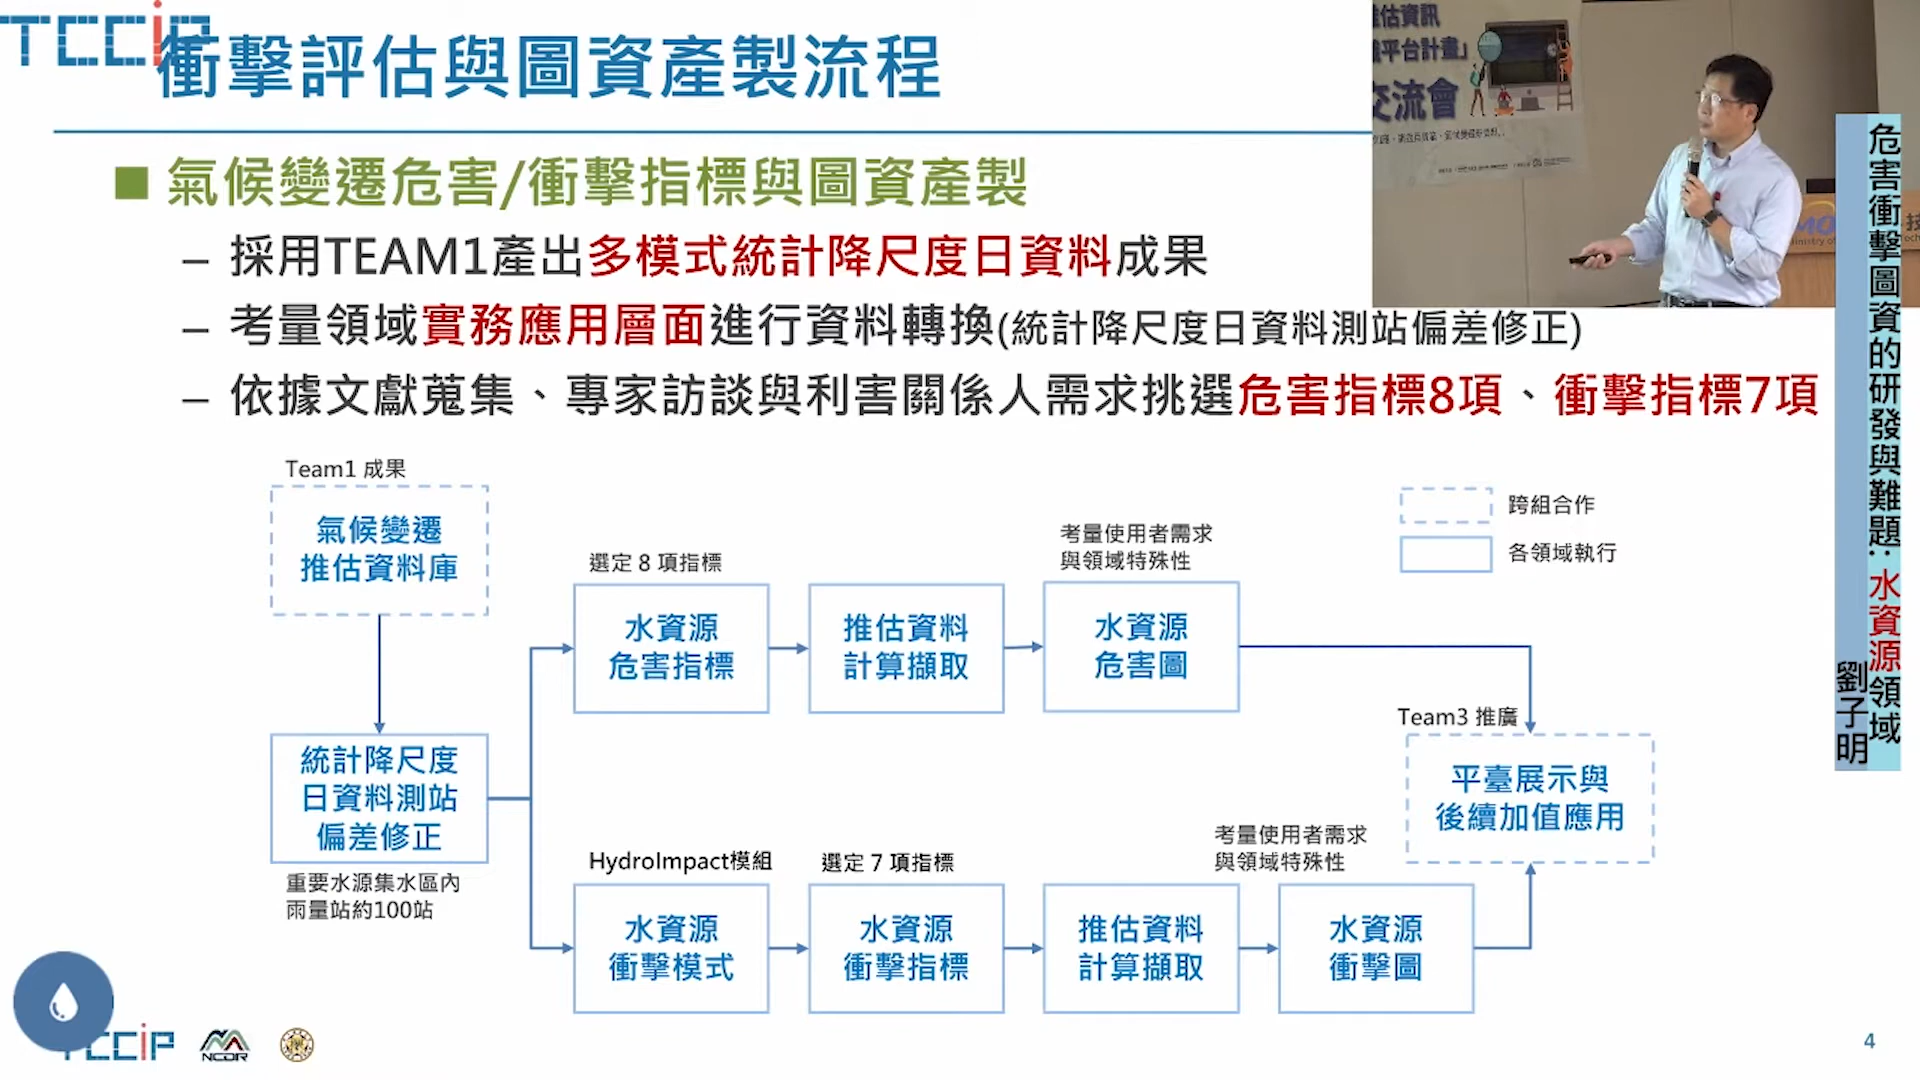 TCCiP
衝擊評估與圖資產製流程
氣候變遷危害/衝擊指標與圖資產製
– 採用TEAM1產出多模式統計降尺度日資料成果
– 考量領域實務應用層面進行資料轉換(統計降尺度日資料測站偏差修正)
– 依據文獻蒐集、專家訪談與利害關係人需求挑選危害指標8項、衝擊指標7項
Team1 成果
氣候變遷
推估資料庫
統計降尺度
日資料測站
偏差修正
重要水源集水區內
雨量站約100站
選定 8 項指標
水資源
危害指標
推估資料
計算擷取
考量使用者需求
與領域特殊性
水資源
危害圖
HydroImpact模組
水資源
衝擊模式
選定 7 項指標
水資源
衝擊指標
推估資料
計算擷取
考量使用者需求
與領域特殊性
水資源
衝擊圖
Team3 推廣
平臺展示與
後續加值應用
跨組合作
各領域執行
估資訊
平台計畫」
交流會
危害衝擊圖資的研發與難題：水資源領域
劉子明
TCCiP
NCDR
4